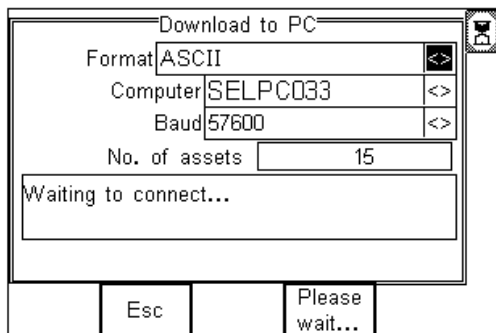 Download to PC
Format ASCII <>
Computer SELPC033 <>
Baud 57600 <>
No. of assets 15
Waiting to connect...
Esc
Please
wait...